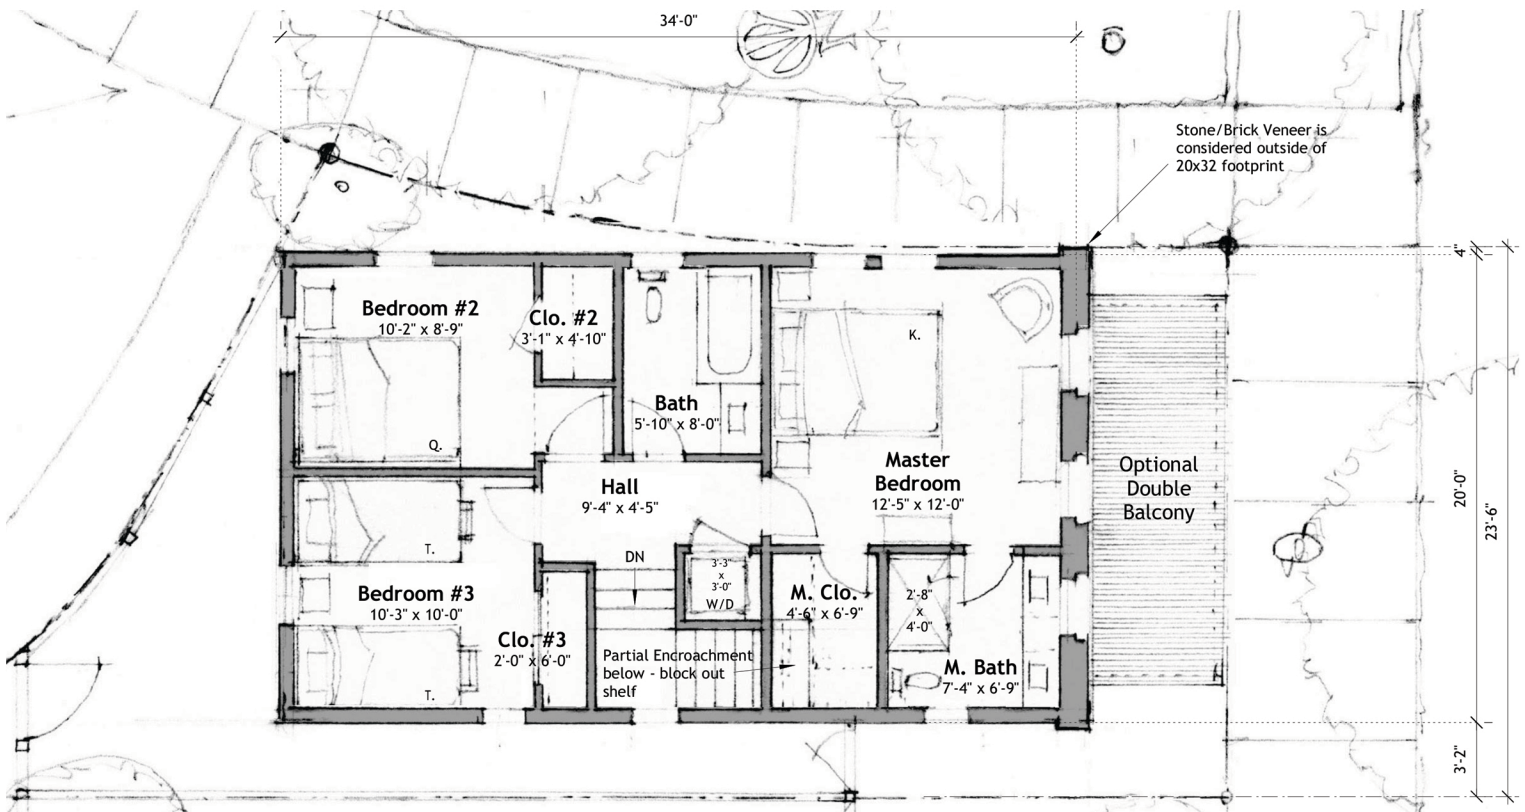 34'-0"
Stone/Brick Veneer is
considered outside of
20x32 footprint
4"
Bedroom #2
10'-2" x 8'-9"
Clo. #2
3'-1" x 4'-10"
K.
Bath
5'-10" x 8'-0"
Q.
Master
Bedroom
12'-5" x 12'-0"
Optional
Double
Balcony
Hall
9'-4" x 4'-5"
20'-0"
23'-6"
T.
DN
3'-3"
x
3'-0"
W/D
Bedroom #3
10'-3" x 10'-0"
M. Clo.
4'-6" x 6'-9"
2'-8"
x
4'-0"
Clo. #3
2'-0" x 6'-0"
Partial Encroachment
below - block out
shelf
M. Bath
7'-4" x 6'-9"
T.
3'-2"